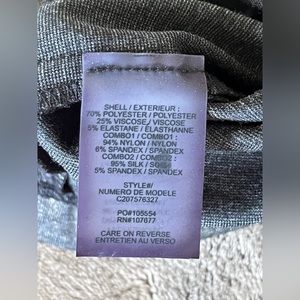 SHELL / EXTERIEUR :
70% POLYESTER / POLYESTER
25% VISCOSE / VISCOSE
5% ELASTANE / ÉLASTHANNE
COMBO1 / COMBO1 :
94% NYLON / NYLON
6% SPANDEX / SPANDEX
COMBO2 / COMBO2 :
95% SILK /
5% SPANDEX / SPANDEX
STYLE#/
NUMERO DE MODELE
C207576327
PO#105554
RN#107677
CARE ON REVERSE
ENTRETIEN AU VERSO